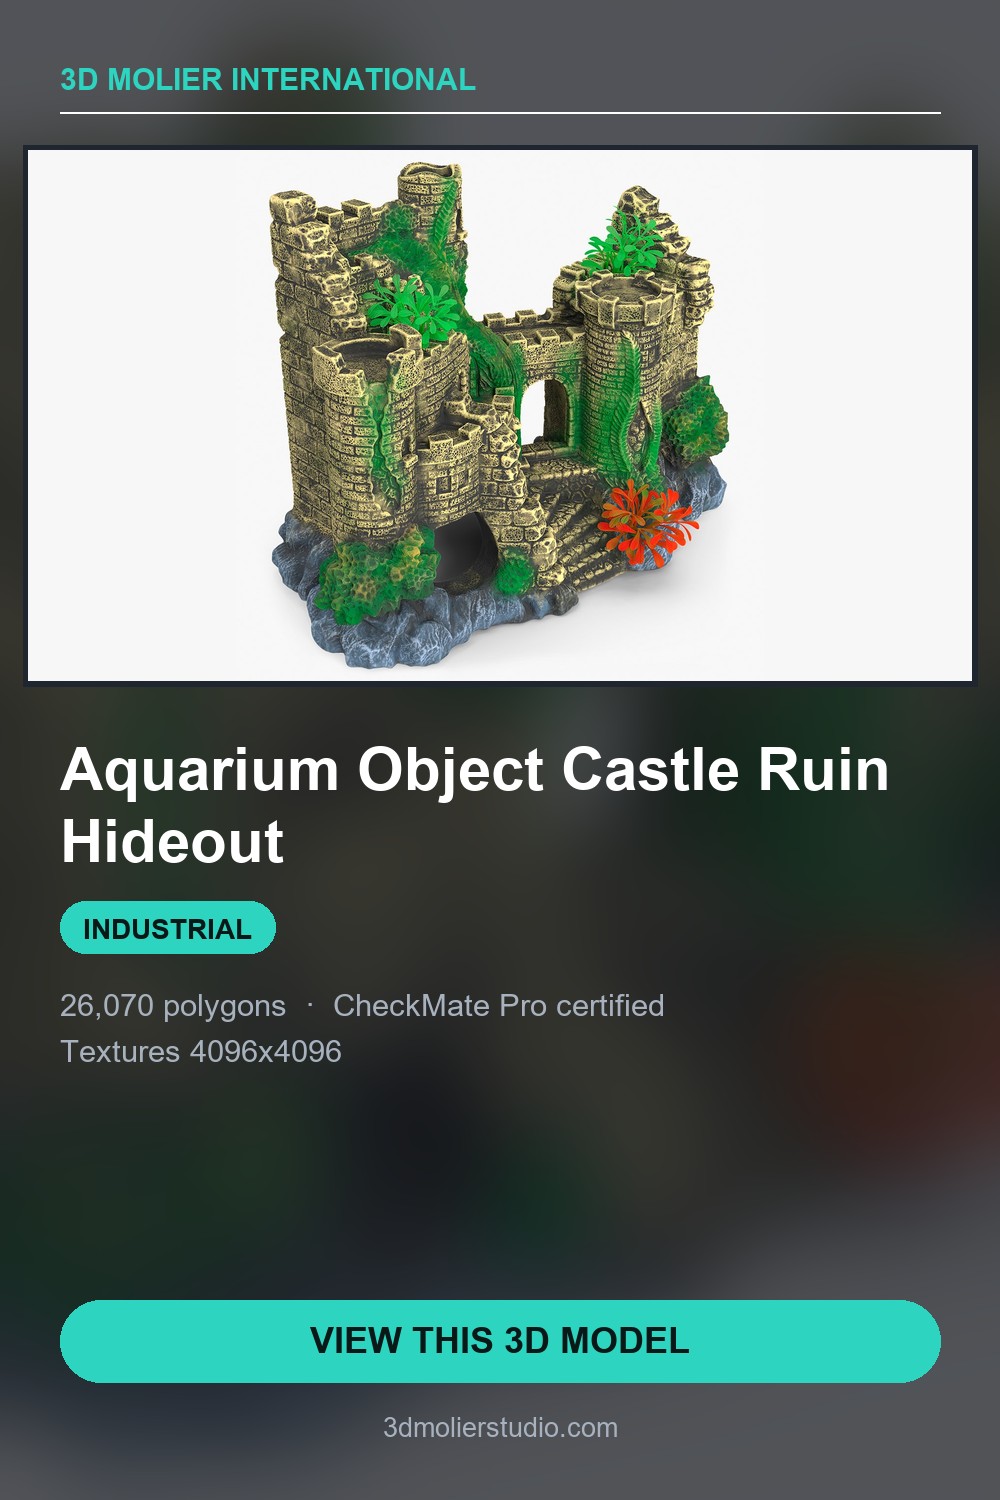 3D MOLIER INTERNATIONAL
Aquarium Object Castle Ruin
Hideout
INDUSTRIAL
26,070 polygons · CheckMate Pro certified
Textures 4096x4096
VIEW THIS 3D MODEL
3dmolierstudio.com